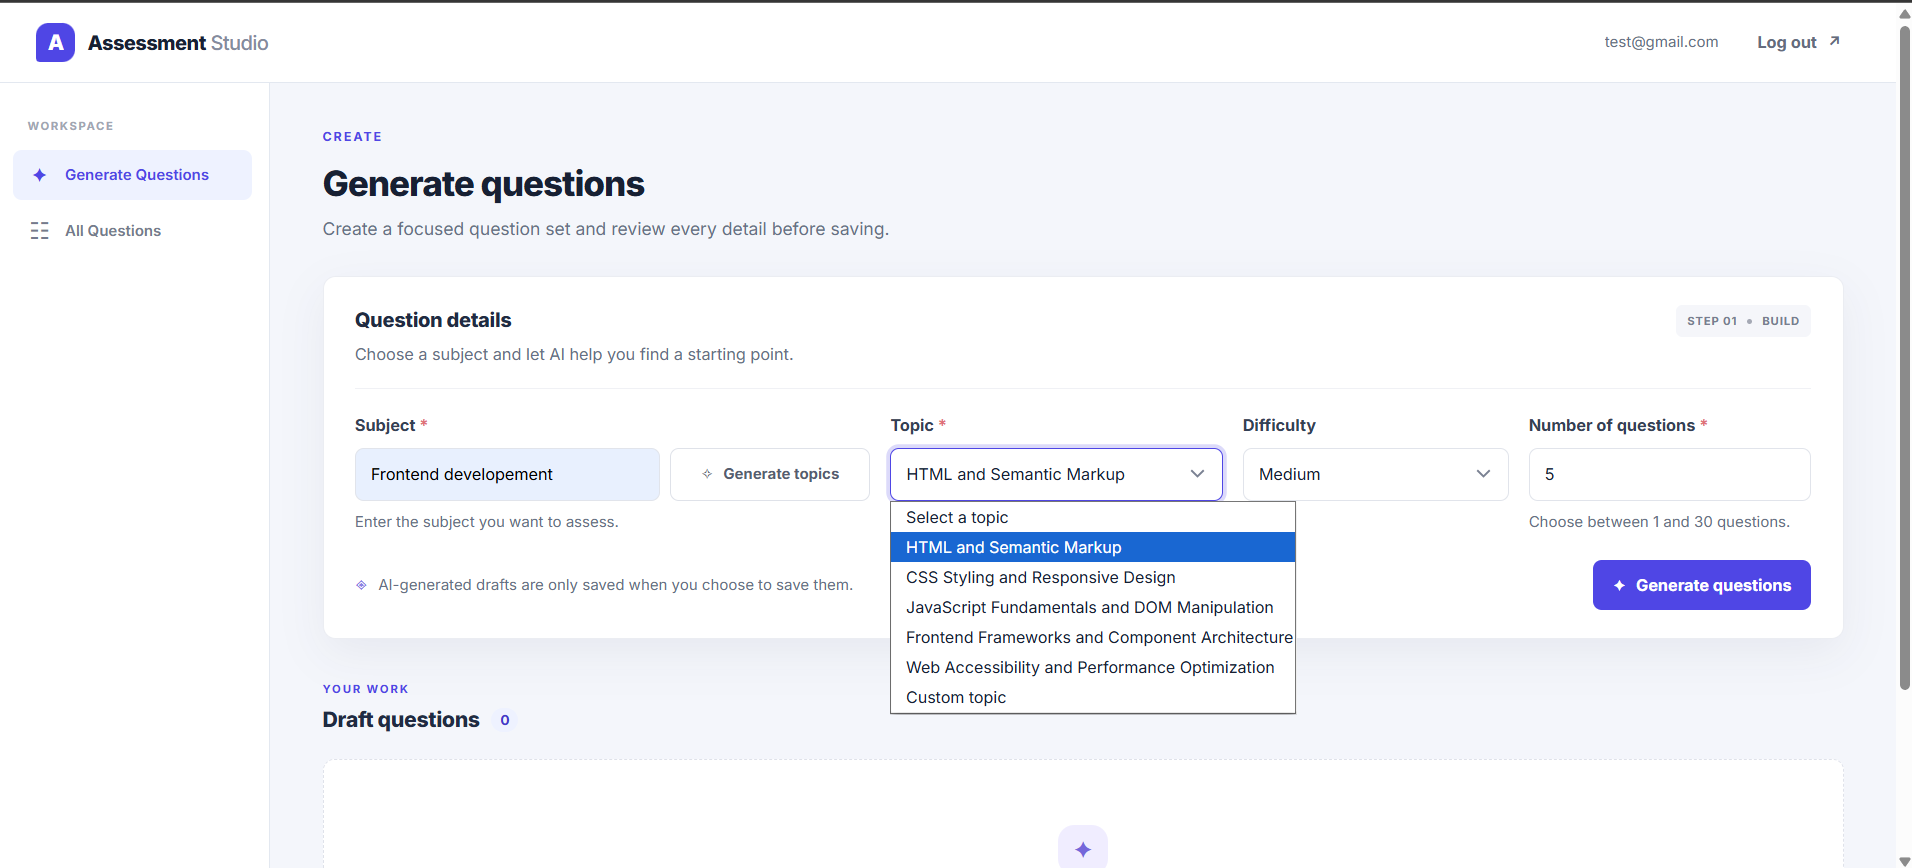 A Assessment Studio
test@gmail.com
Log out
WORKSPACE
Generate Questions
All Questions
CREATE
Generate questions
Create a focused question set and review every detail before saving.
Question details
STEP 01 • BUILD
Choose a subject and let AI help you find a starting point.
Subject *
Topic *
Difficulty
Number of questions *
Frontend developement
Generate topics
HTML and Semantic Markup
Medium
5
Enter the subject you want to assess.
Choose between 1 and 30 questions.
Select a topic
HTML and Semantic Markup
CSS Styling and Responsive Design
JavaScript Fundamentals and DOM Manipulation
Frontend Frameworks and Component Architecture
Web Accessibility and Performance Optimization
Custom topic
AI-generated drafts are only saved when you choose to save them.
Generate questions
YOUR WORK
Draft questions 0